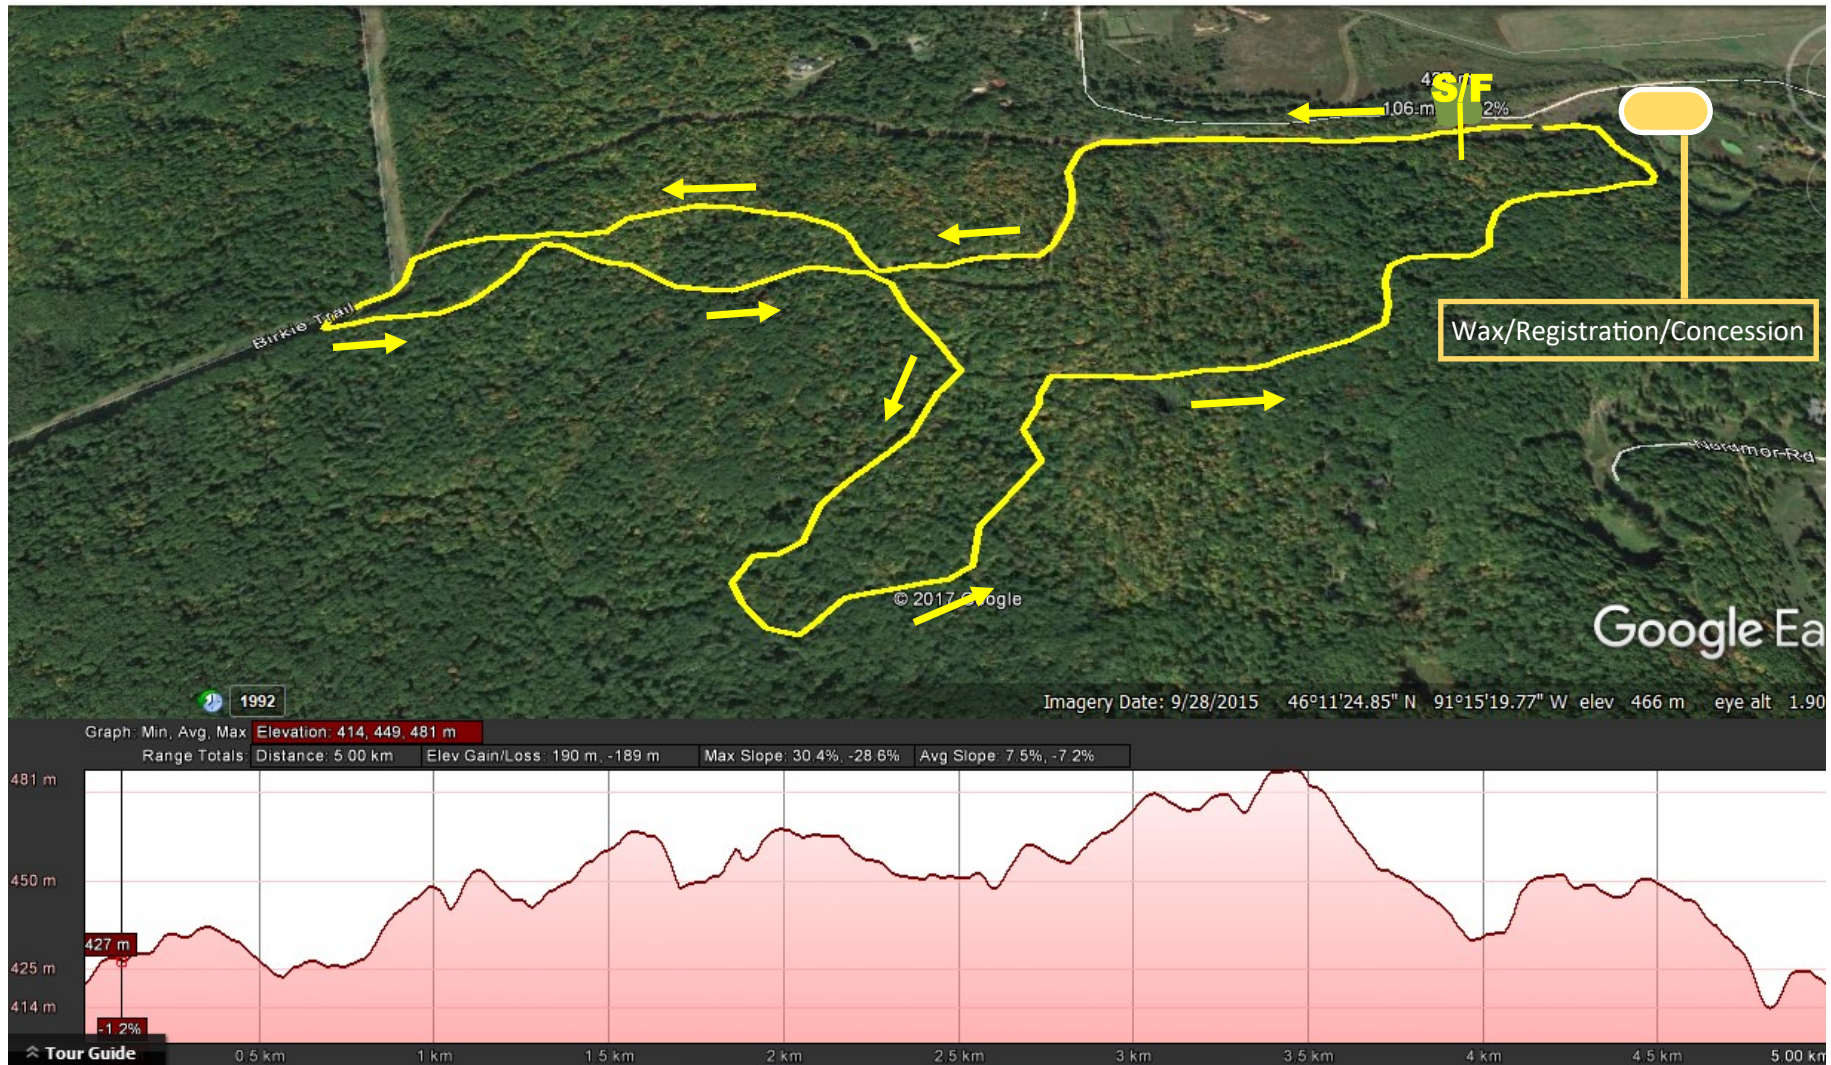 S/F
106 m
2%
Birkie Trail
Wax/Registration/Concession
Nordmor Rd
© 2017 Google
Google Ea
1992
Imagery Date: 9/28/2015 46°11'24.85" N 91°15'19.77" W elev 466 m eye alt 1.90
Graph: Min, Avg, Max Elevation: 414, 449, 481 m
Range Totals: Distance: 5.00 km Elev Gain/Loss: 190 m, -189 m Max Slope: 30.4%, -28.6% Avg Slope: 7.5%, -7.2%
481 m
450 m
427 m
425 m
414 m
-1.2%
Tour Guide
0.5 km 1 km 1.5 km 2 km 2.5 km 3 km 3.5 km 4 km 4.5 km 5.00 km